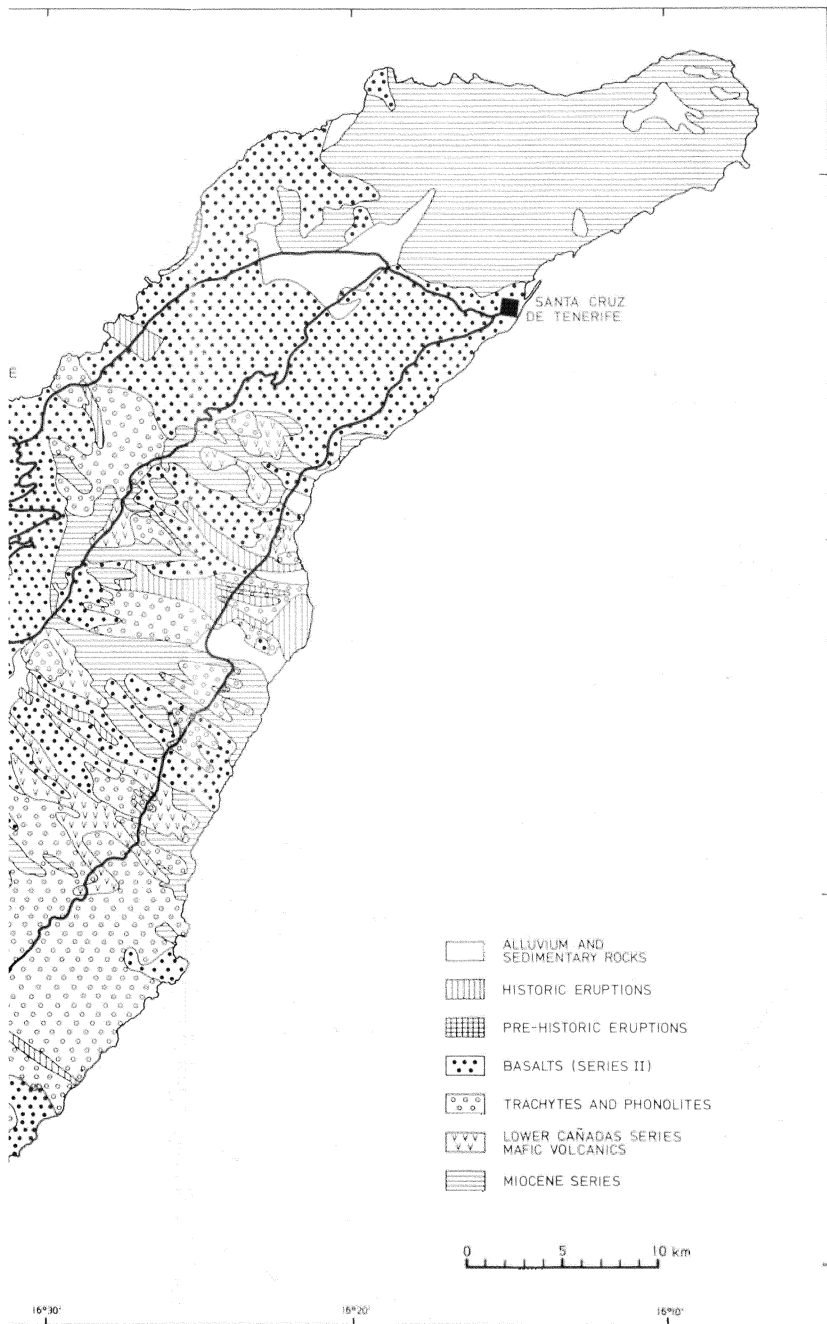 SANTA CRUZ
DE TENERIFE
E
ALLUVIUM AND
SEDIMENTARY ROCKS
HISTORIC ERUPTIONS
PRE-HISTORIC ERUPTIONS
BASALTS (SERIES II)
TRACHYTES AND PHONOLITES
LOWER CAÑADAS SERIES
MAFIC VOLCANICS
MIOCENE SERIES
0 5 10 km
16°30' 16°20' 16°10'